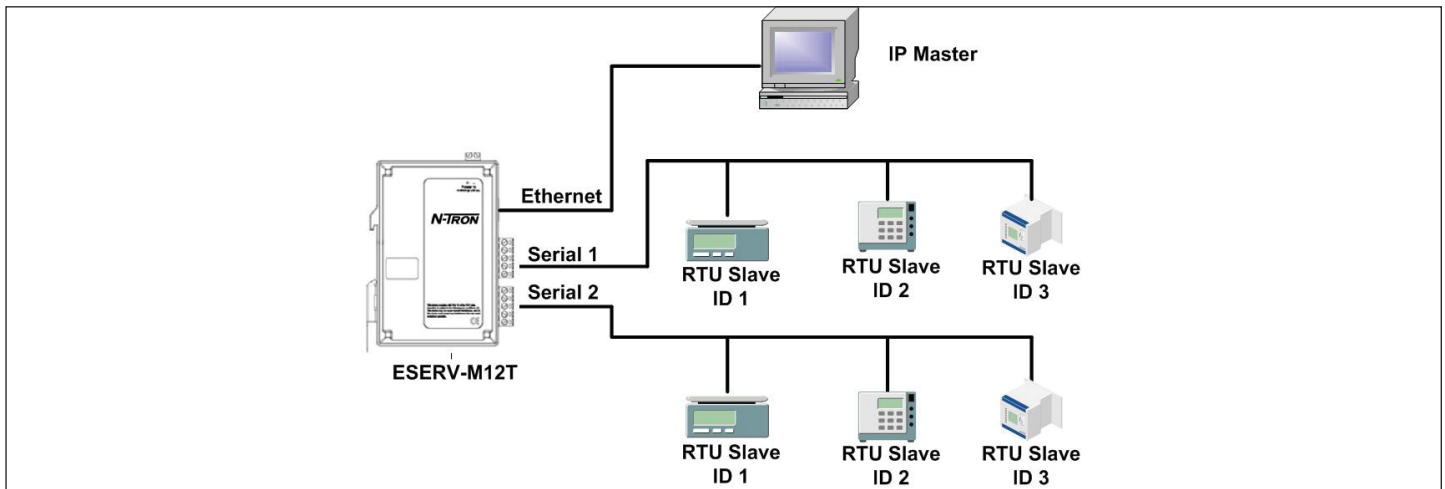 IP Master
Ethernet
N-TRON
Serial 1
RTU Slave
ID 1
RTU Slave
ID 2
RTU Slave
ID 3
Serial 2
ESERV-M12T
RTU Slave
ID 1
RTU Slave
ID 2
RTU Slave
ID 3